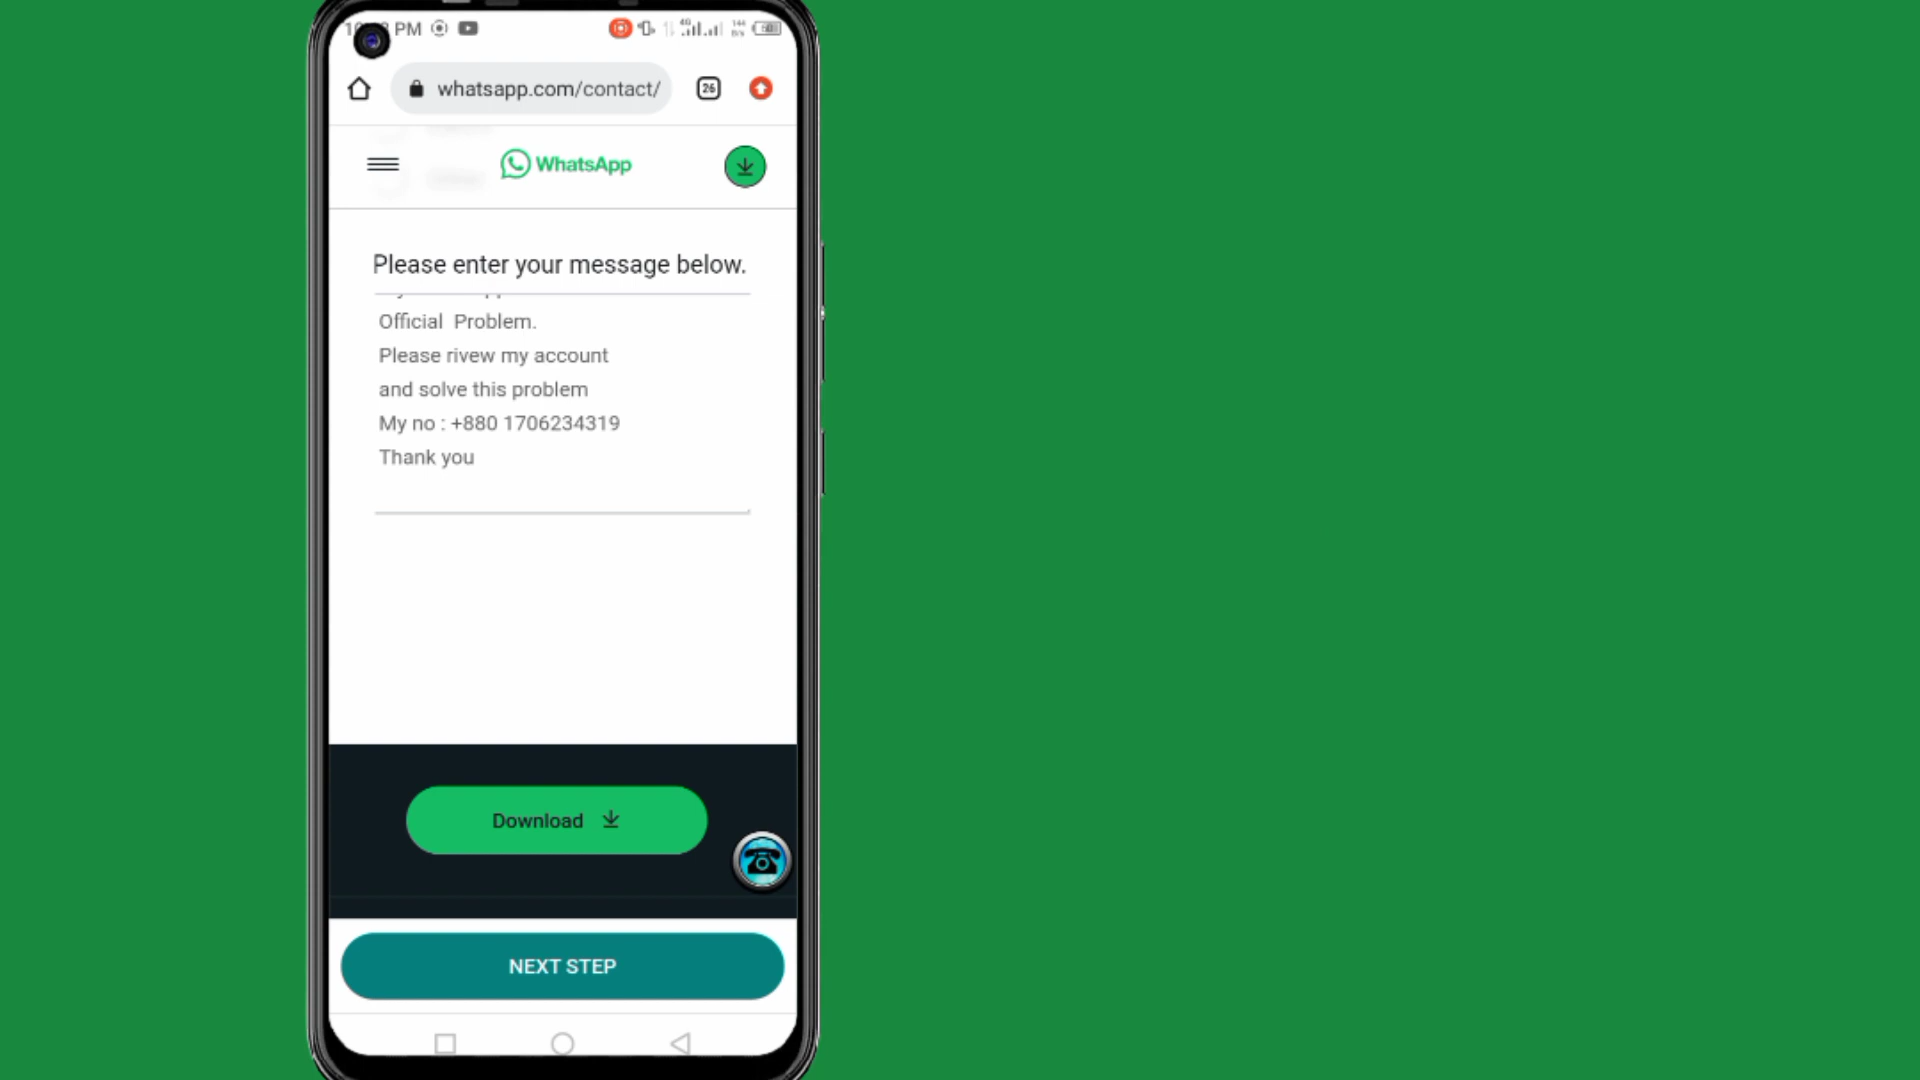 PM
whatsapp.com/contact/
26
WhatsApp
Please enter your message below.
Official Problem.
Please rivew my account
and solve this problem
My no : +880 1706234319
Thank you
Download
NEXT STEP